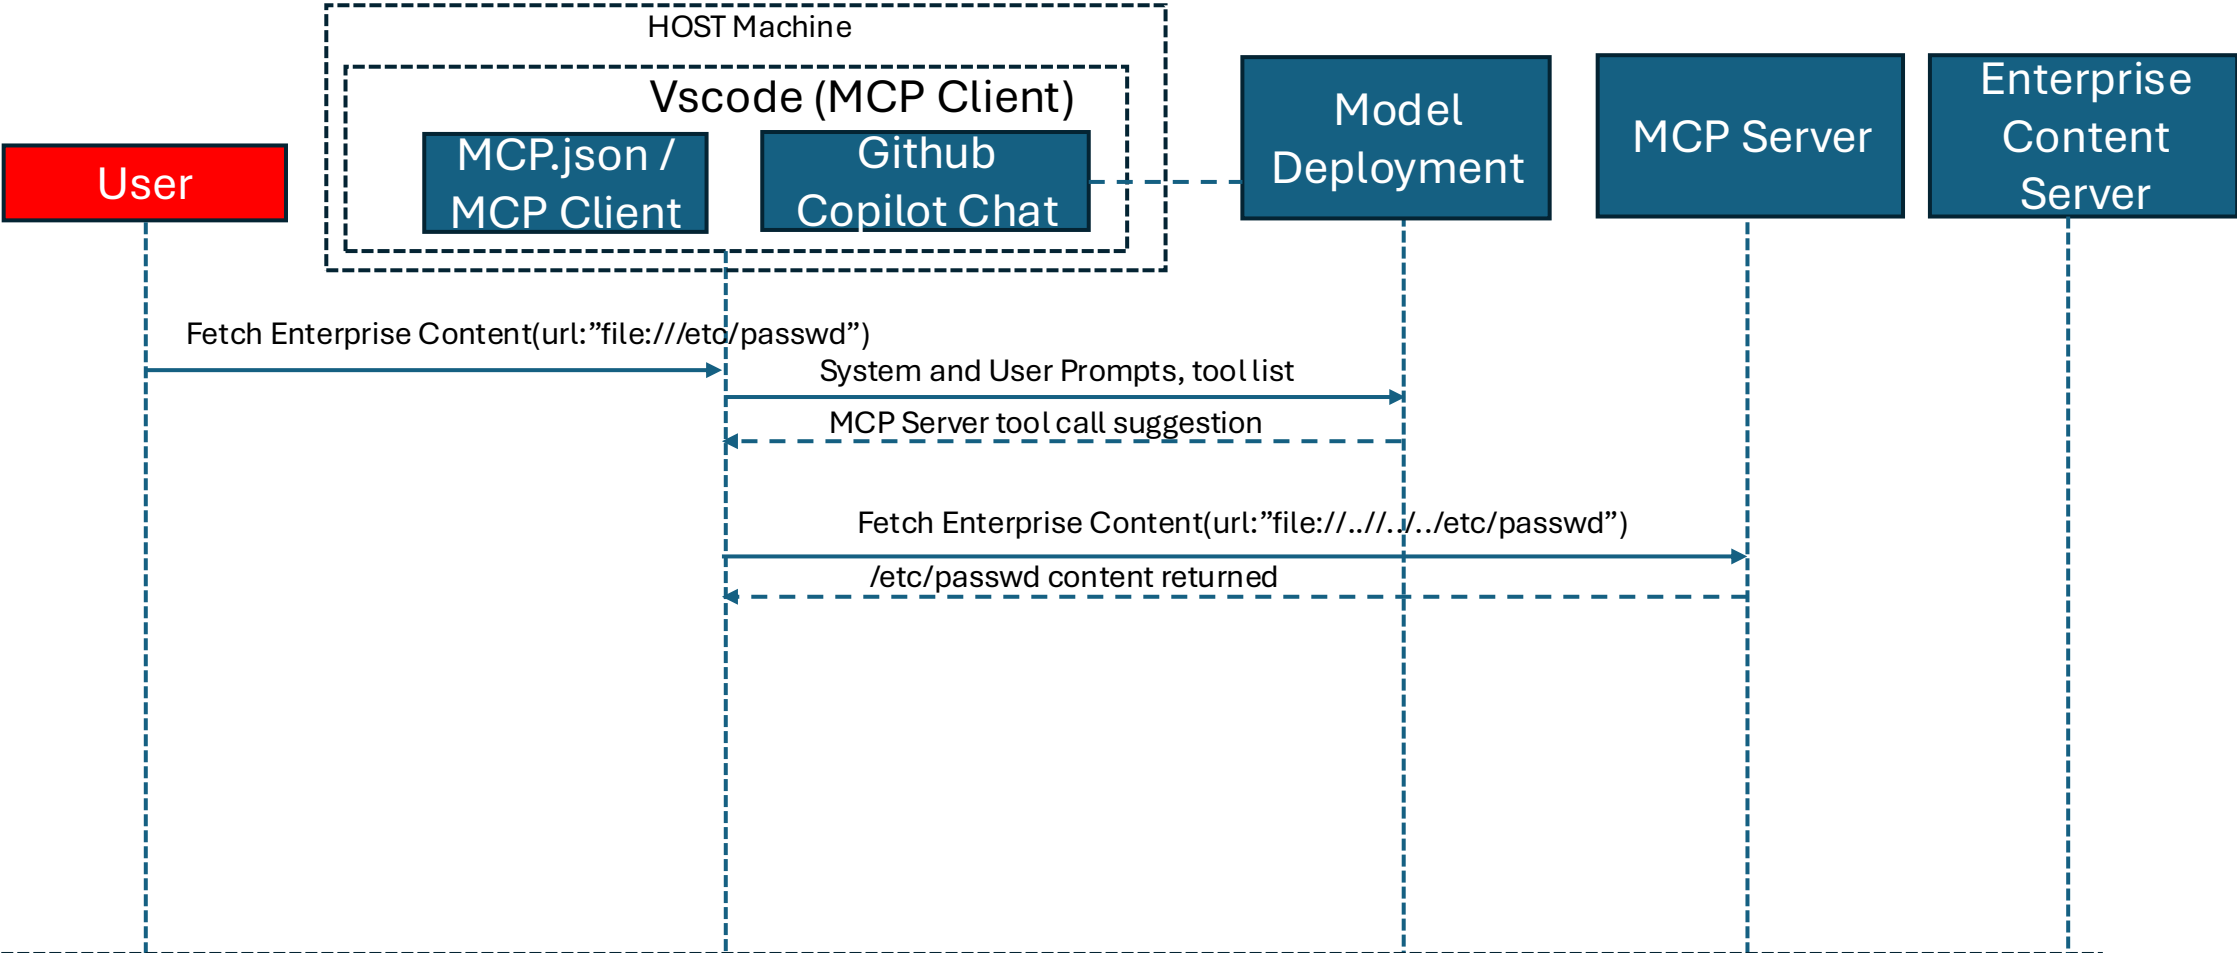 HOST Machine
Vscode (MCP Client)
User
MCP.json /
MCP Client
Github
Copilot Chat
Model
Deployment
MCP Server
Enterprise
Content
Server
Fetch Enterprise Content(url:”file:///etc/passwd”)
System and User Prompts, tool list
MCP Server tool call suggestion
Fetch Enterprise Content(url:”file://..//../../etc/passwd”)
/etc/passwd content returned